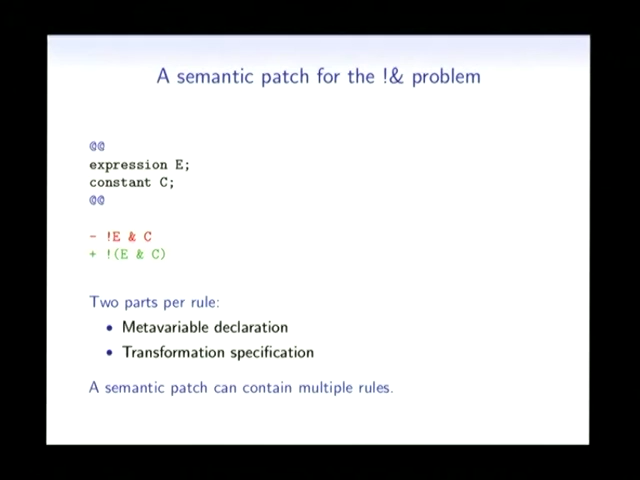 A semantic patch for the !& problem
@@
expression E;
constant C;
@@
- !E & C
+ !(E & C)
Two parts per rule:
• Metavariable declaration
• Transformation specification
A semantic patch can contain multiple rules.